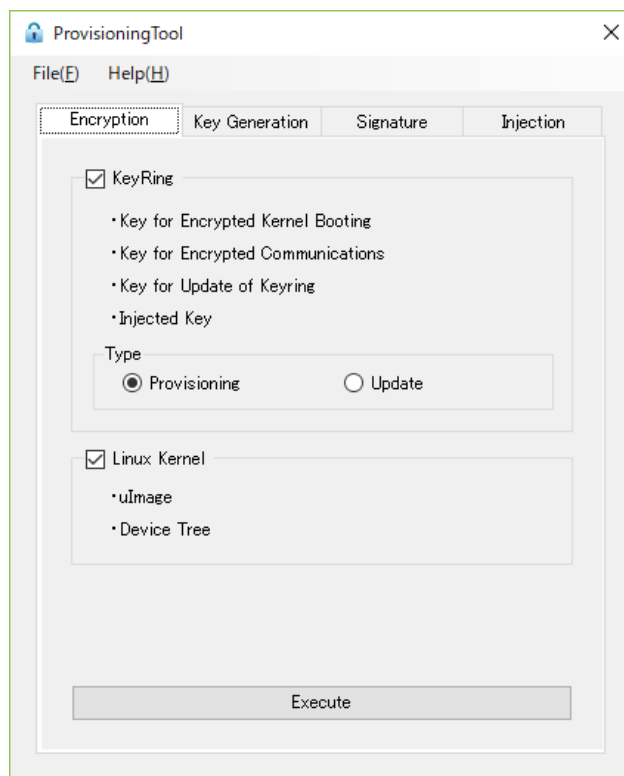 ProvisioningTool
File(F) Help(H)
Encryption Key Generation Signature Injection
KeyRing
・Key for Encrypted Kernel Booting
・Key for Encrypted Communications
・Key for Update of Keyring
・Injected Key
Type
Provisioning Update
Linux Kernel
・uImage
・Device Tree
Execute